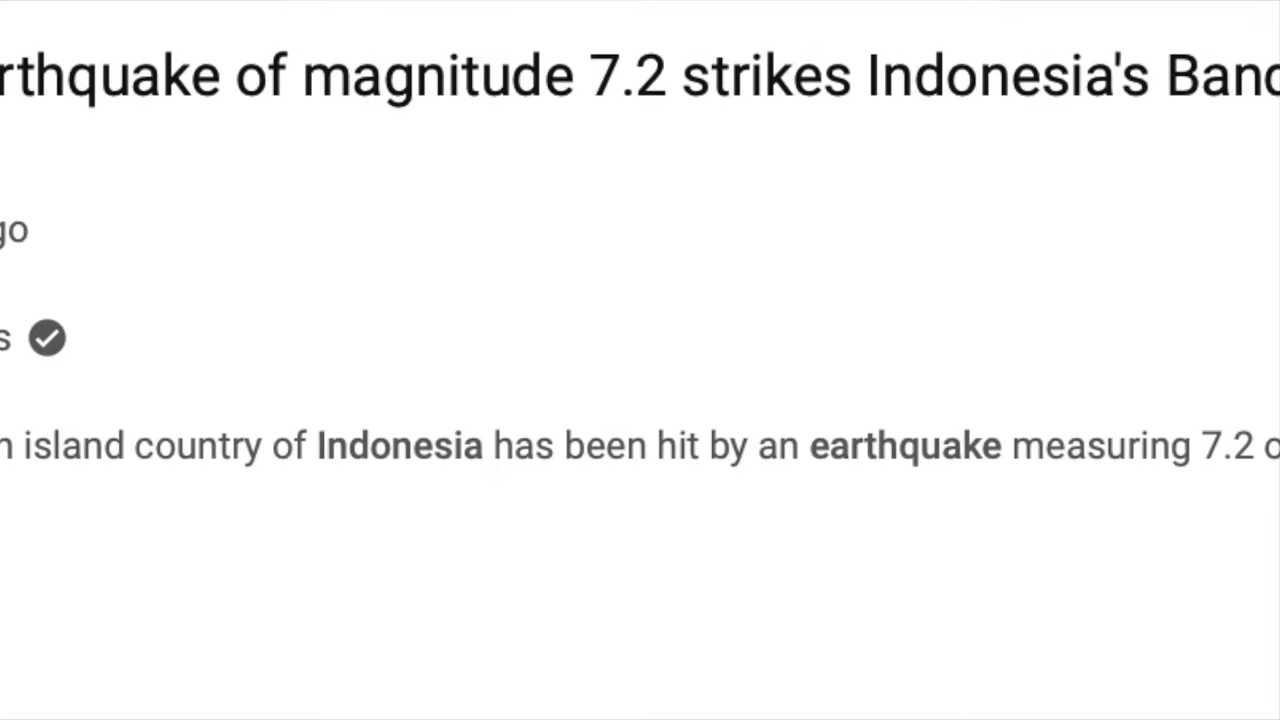 rthquake of magnitude 7.2 strikes Indonesia's Band
go
s
n island country of Indonesia has been hit by an earthquake measuring 7.2 o